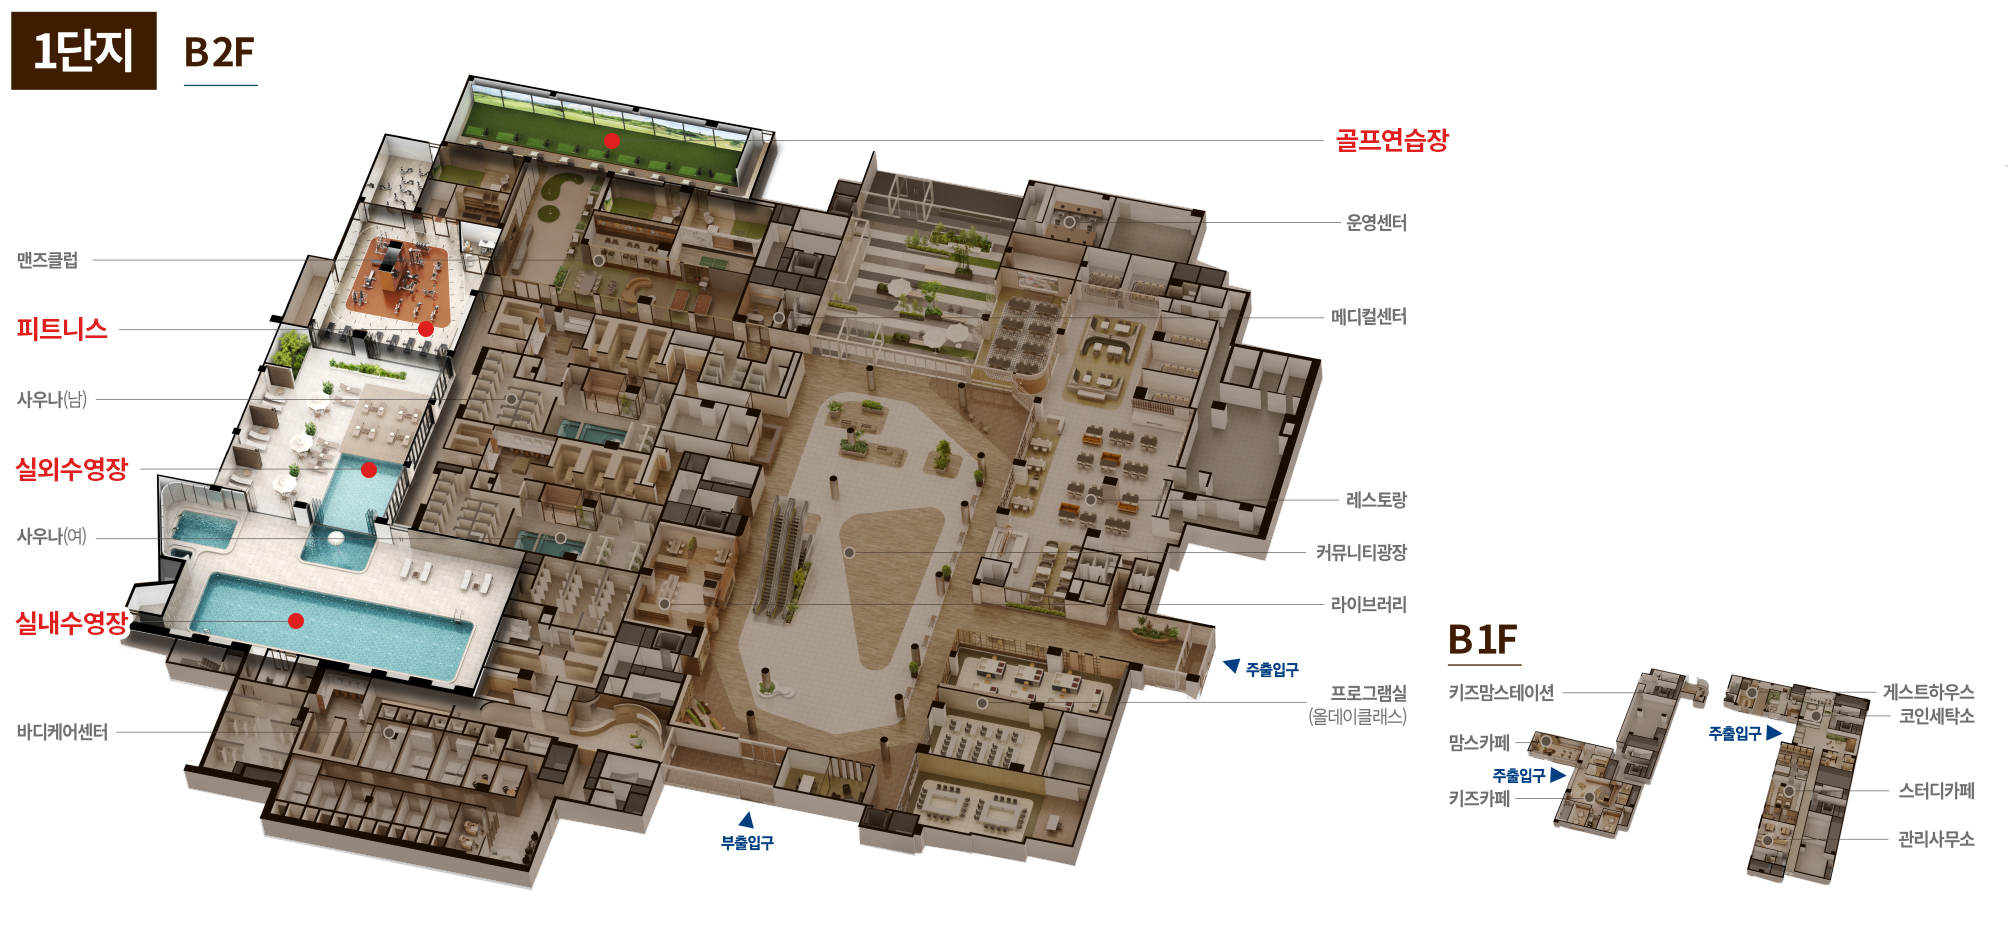 1단지 B2F
골프연습장
운영센터
맨즈클럽
메디컬센터
피트니스
사우나(남)
실외수영장
레스토랑
사우나(여)
커뮤니티광장
라이브러리
실내수영장
주출입구
프로그램실
(올데이클래스)
바디케어센터
부출입구
B1F
키즈맘스테이션
게스트하우스
코인세탁소
주출입구
맘스카페
주출입구
키즈카페
스터디카페
관리사무소